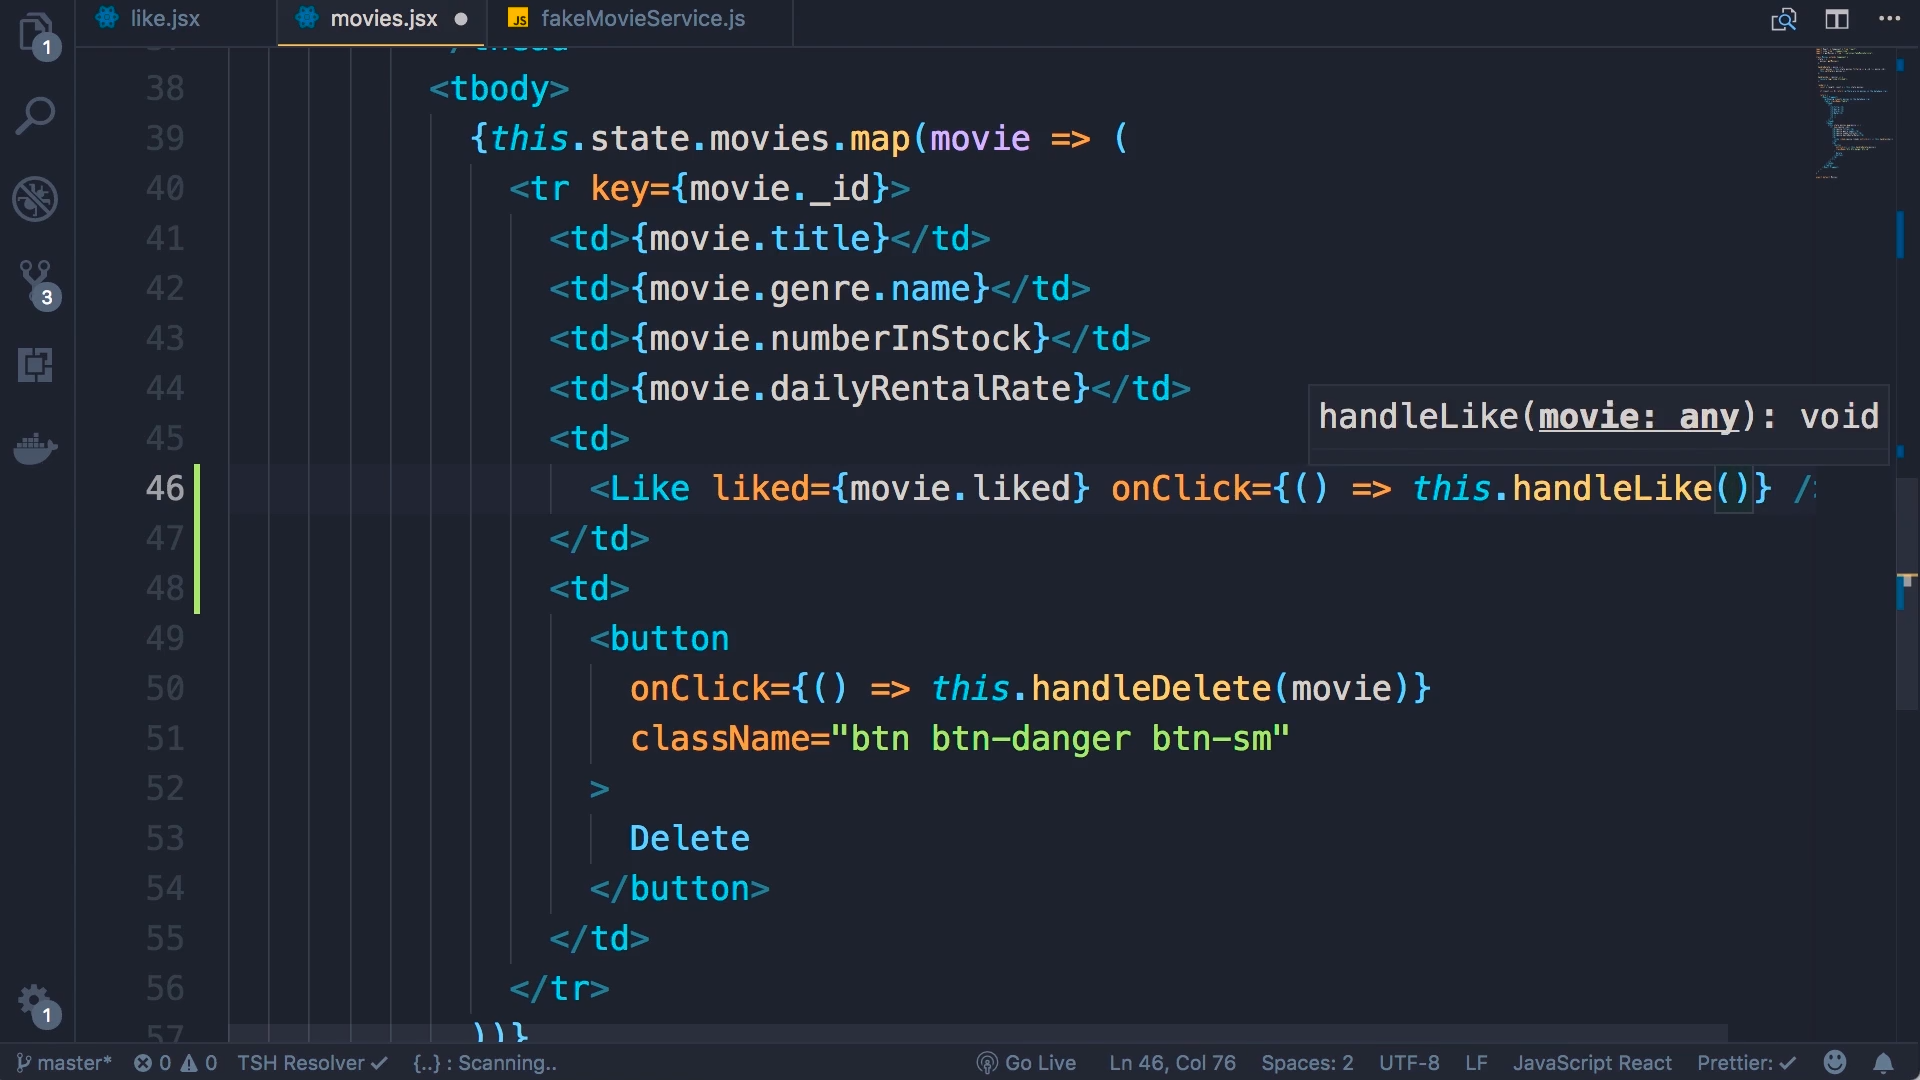 like.jsx movies.jsx fakeMovieService.js
38 <tbody>
39 {this.state.movies.map(movie => (
40 <tr key={movie._id}>
41 <td>{movie.title}</td>
42 <td>{movie.genre.name}</td>
43 <td>{movie.numberInStock}</td>
44 <td>{movie.dailyRentalRate}</td>
handleLike(movie: any): void
45 <td>
46 <Like liked={movie.liked} onClick={() => this.handleLike()} /
47 </td>
48 <td>
49 <button
50 onClick={() => this.handleDelete(movie)}
51 className="btn btn-danger btn-sm"
52 >
53 Delete
54 </button>
55 </td>
56 </tr>
57 ))}
1
3
1
master* 0 0 TSH Resolver {..} : Scanning.. Go Live Ln 46, Col 76 Spaces: 2 UTF-8 LF JavaScript React Prettier: